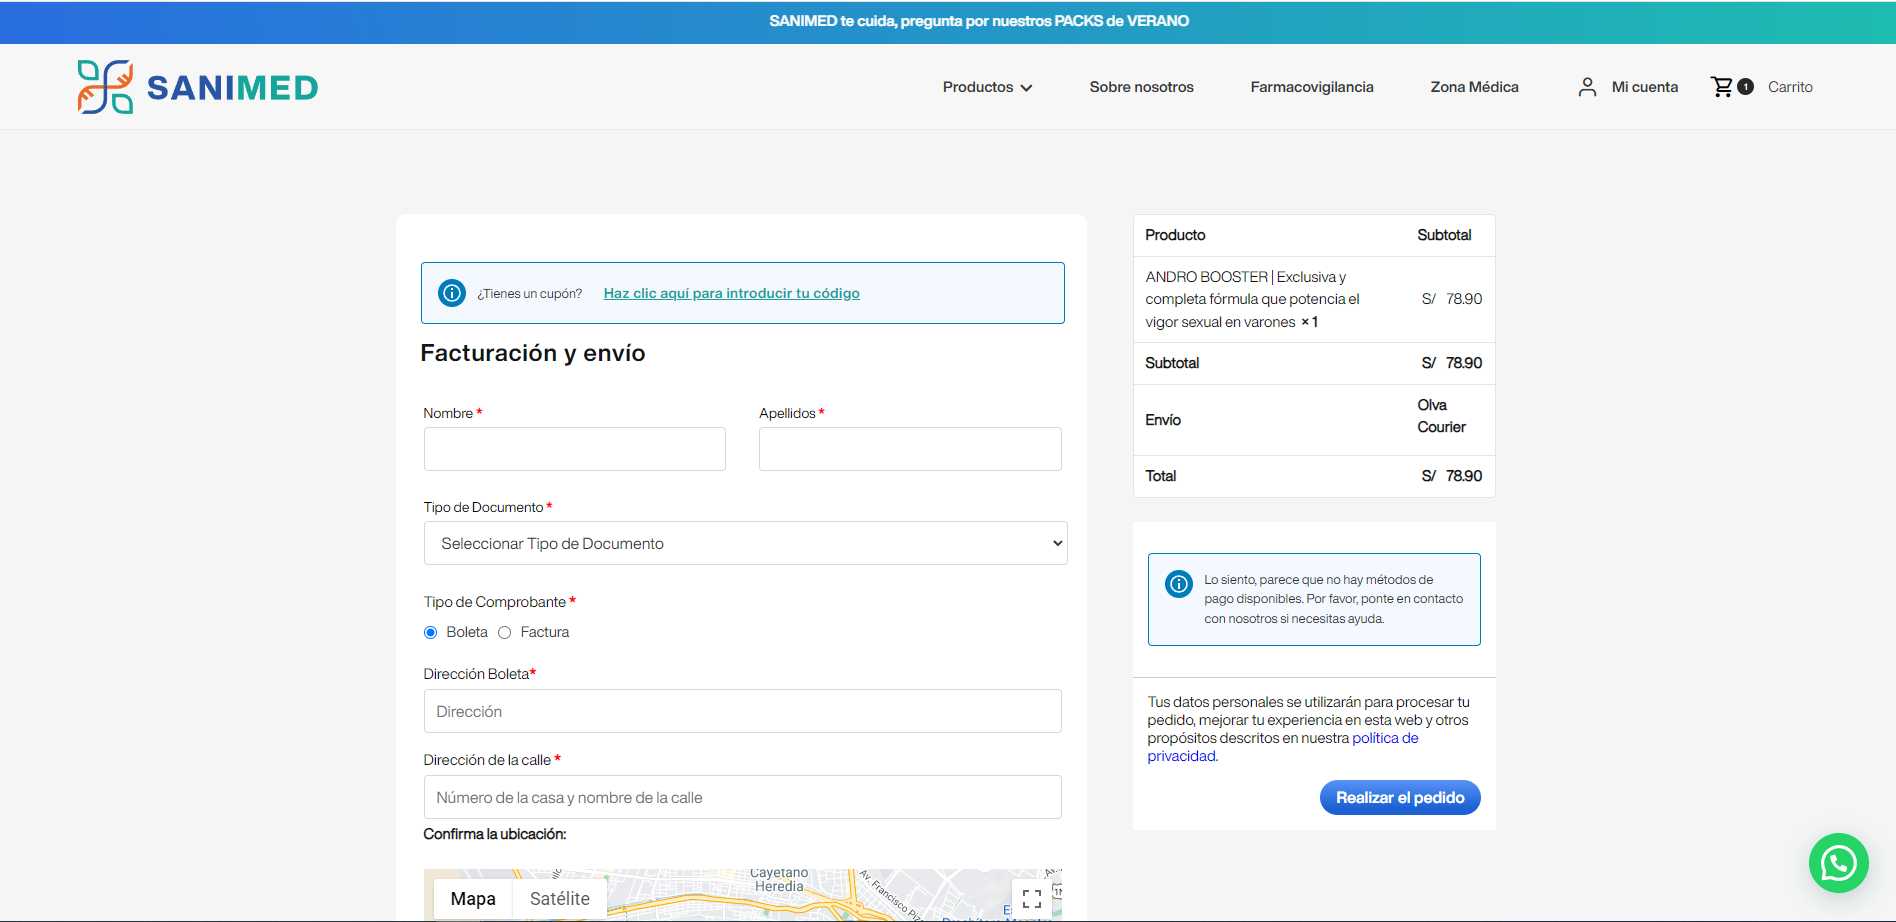 SANIMED te cuida, pregunta por nuestros PACKS de VERANO
SANIMED
Productos
Sobre nosotros
Farmacovigilancia
Zona Médica
Mi cuenta
1
Carrito
¿Tienes un cupón? Haz clic aquí para introducir tu código
Facturación y envío
Nombre *
Apellidos *
Tipo de Documento *
Seleccionar Tipo de Documento
Tipo de Comprobante *
Boleta
Factura
Dirección Boleta*
Dirección
Dirección de la calle *
Número de la casa y nombre de la calle
Confirma la ubicación:
Mapa
Satélite
Cayetano
Heredia
Av. Francisco
Producto Subtotal
ANDRO BOOSTER | Exclusiva y
completa fórmula que potencia el
vigor sexual en varones × 1
S/ 78.90
Subtotal S/ 78.90
Envío
Olva
Courier
Total S/ 78.90
Lo siento, parece que no hay métodos de
pago disponibles. Por favor, ponte en contacto
con nosotros si necesitas ayuda.
Tus datos personales se utilizarán para procesar tu
pedido, mejorar tu experiencia en esta web y otros
propósitos descritos en nuestra política de
privacidad.
Realizar el pedido